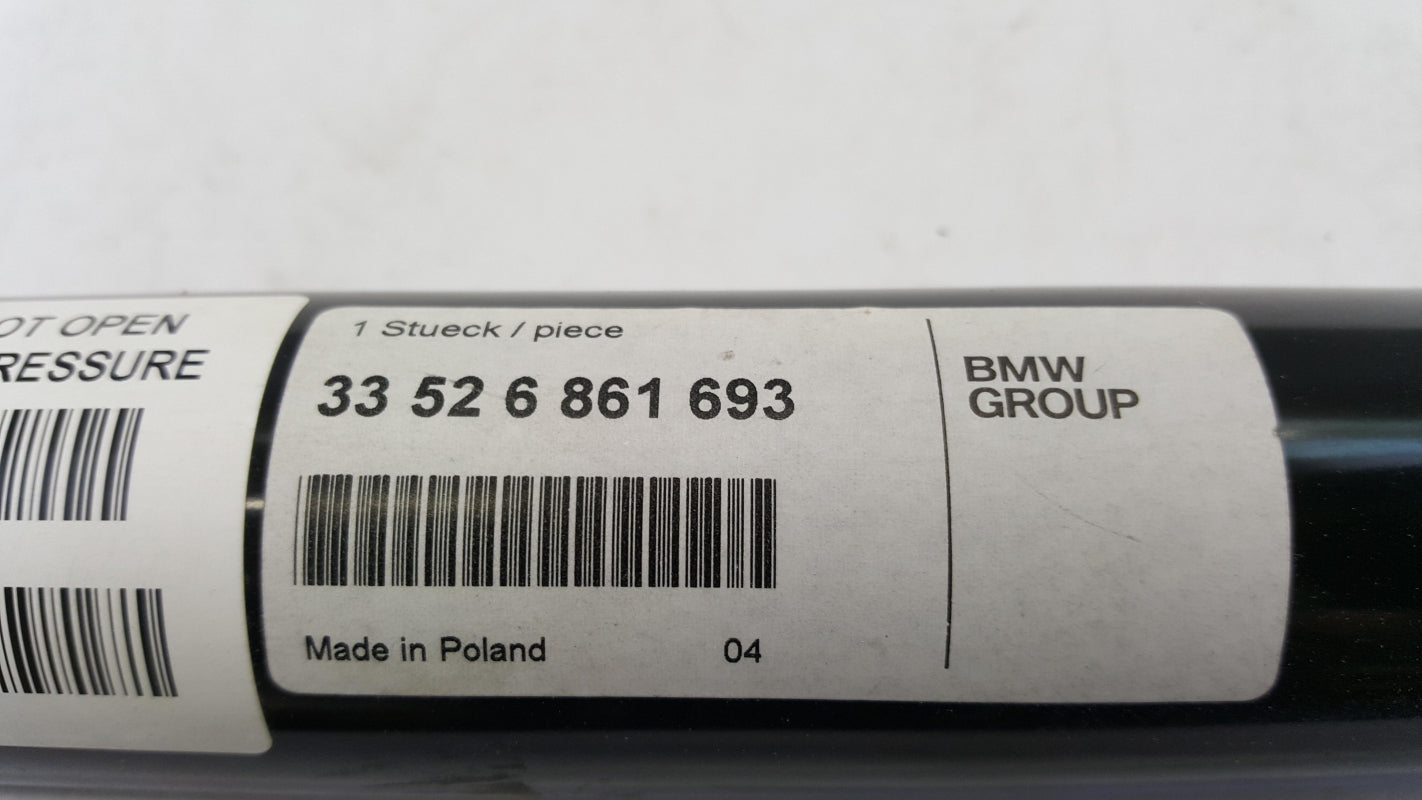 OT OPEN
RESSURE
1 Stueck / piece
33 52 6 861 693
Made in Poland 04
BMW
GROUP